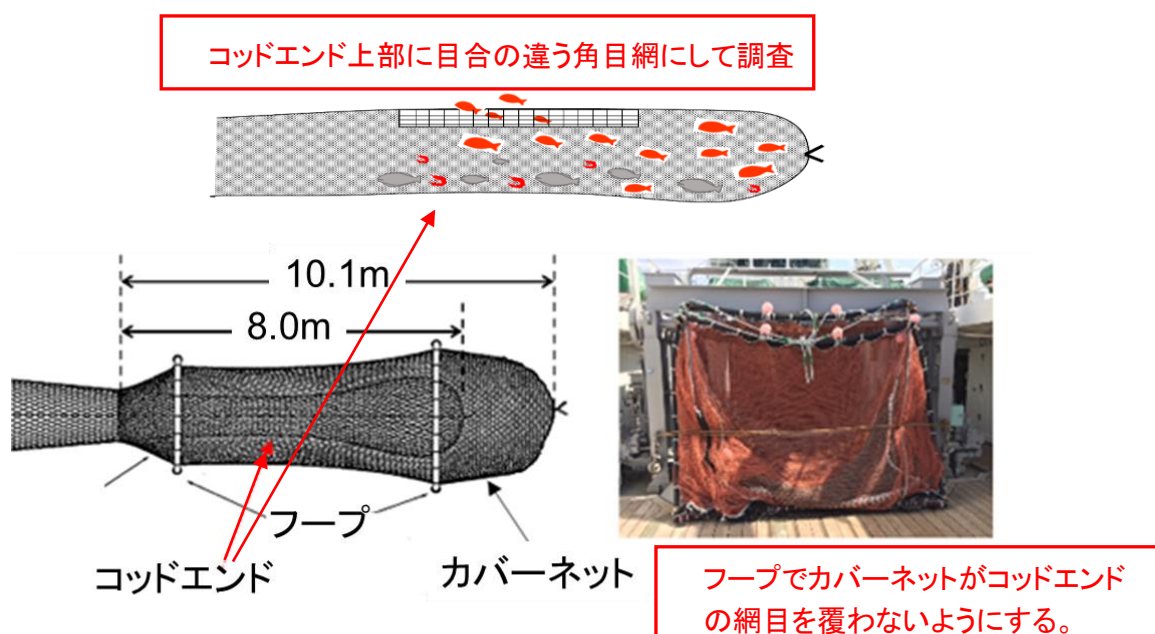 コッドエンド上部に目合の違う角目網にして調査
10.1m
8.0m
フープ
コッドエンド
カバーネット
フープでカバーネットがコッドエンド
の網目を覆わないようにする。